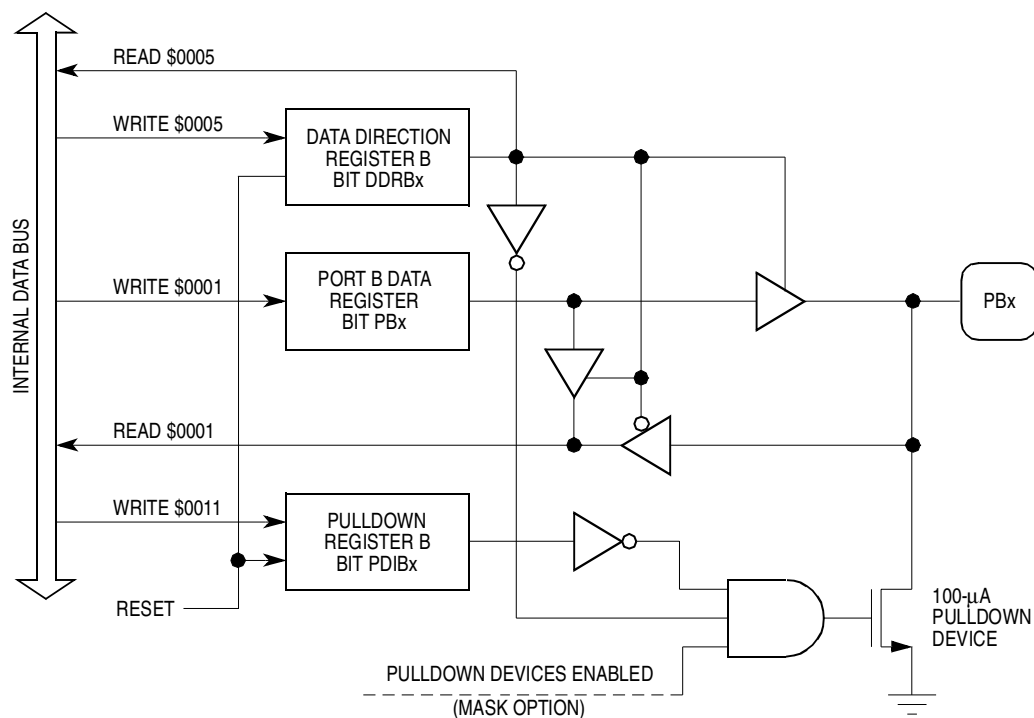 READ $0005
WRITE $0005
DATA DIRECTION
REGISTER B
BIT DDRBx
INTERNAL DATA BUS
WRITE $0001
PORT B DATA
REGISTER
BIT PBx
PBx
READ $0001
WRITE $0011
PULLDOWN
REGISTER B
BIT PDIBx
RESET
100-µA
PULLDOWN
DEVICE
PULLDOWN DEVICES ENABLED
(MASK OPTION)